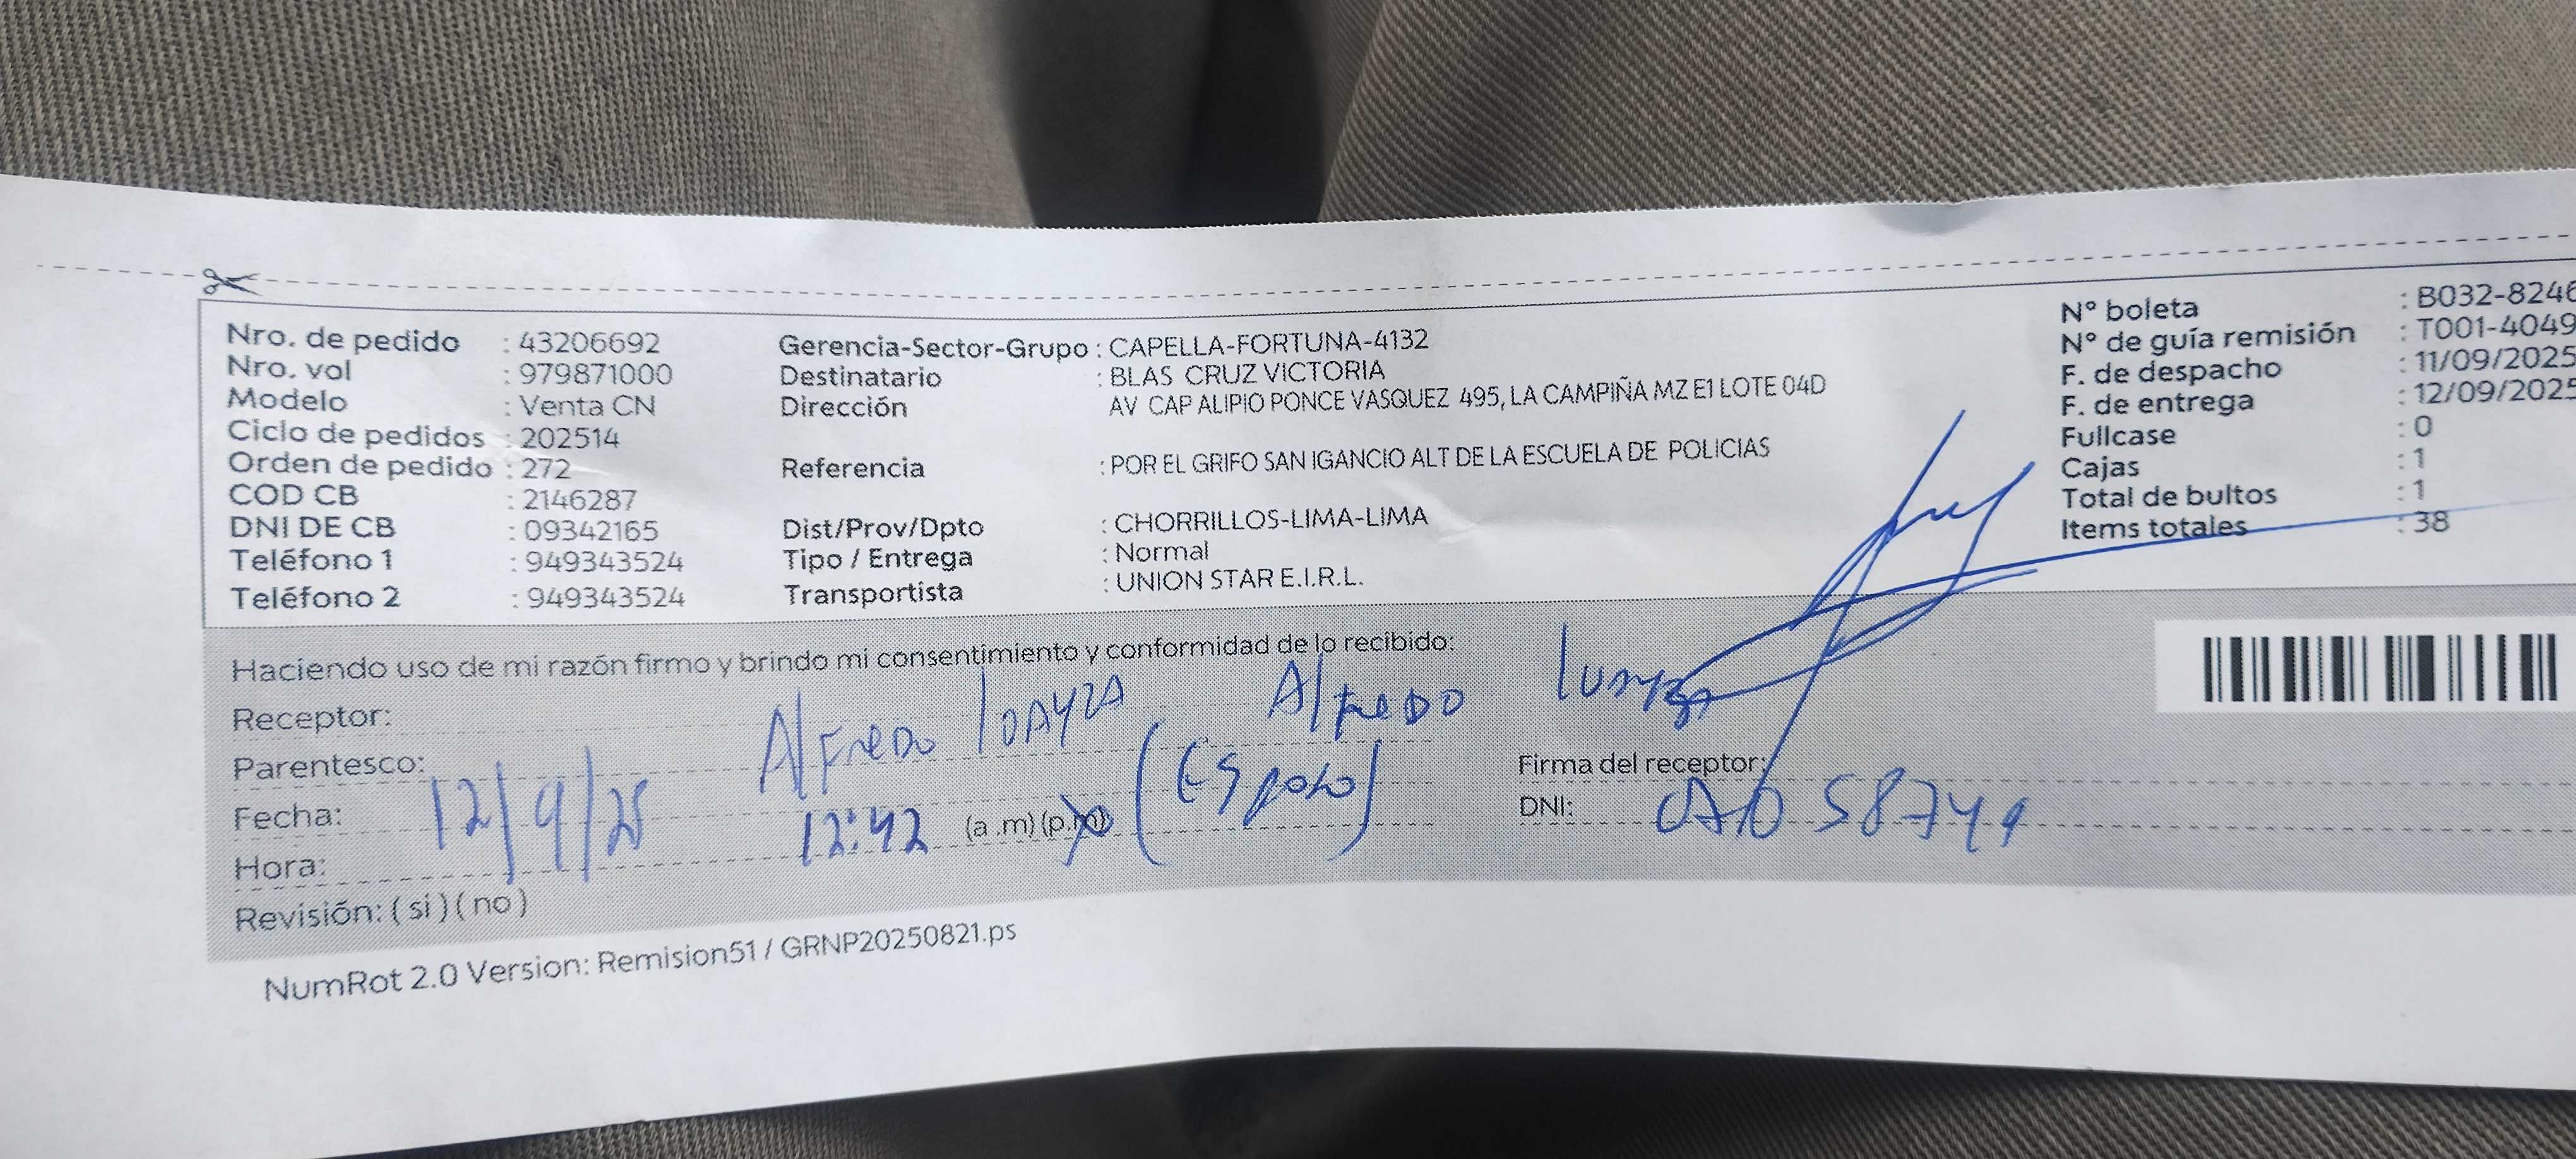 Nro. de pedido : 43206692
Nro. vol : 979871000
Modelo : Venta CN
Ciclo de pedidos : 202514
Orden de pedido : 272
COD CB : 2146287
DNI DE CB : 09342165
Teléfono 1 : 949343524
Teléfono 2 : 949343524
Gerencia-Sector-Grupo : CAPELLA-FORTUNA-4132
Destinatario : BLAS CRUZ VICTORIA
Dirección AV CAP ALIPIO PONCE VASQUEZ 495, LA CAMPIÑA MZ E1 LOTE 04D
Referencia : POR EL GRIFO SAN IGANCIO ALT DE LA ESCUELA DE POLICIAS
Dist/Prov/Dpto : CHORRILLOS-LIMA-LIMA
Tipo / Entrega : Normal
Transportista : UNION STAR E.I.R.L.
Nº boleta : B032-8246
Nº de guía remisión : T001-4049
F. de despacho : 11/09/2025
F. de entrega : 12/09/2025
Fullcase : 0
Cajas : 1
Total de bultos : 1
Items totales : 38
Haciendo uso de mi razón firmo y brindo mi consentimiento y conformidad de lo recibido:
Receptor: Alfredo loayza Alfredo
Parentesco: (Esposo)
Firma del receptor:
Fecha: 12/9/25 12:42 (a .m) (p.m)
DNI: 58749
Hora:
Revisión: ( si ) ( no )
NumRot 2.0 Version: Remision51 / GRNP20250821.ps